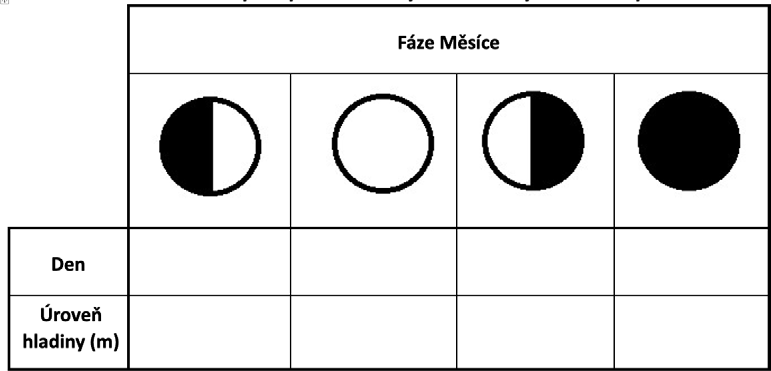 Fáze Měsíce
Den
Úroveň
hladiny (m)